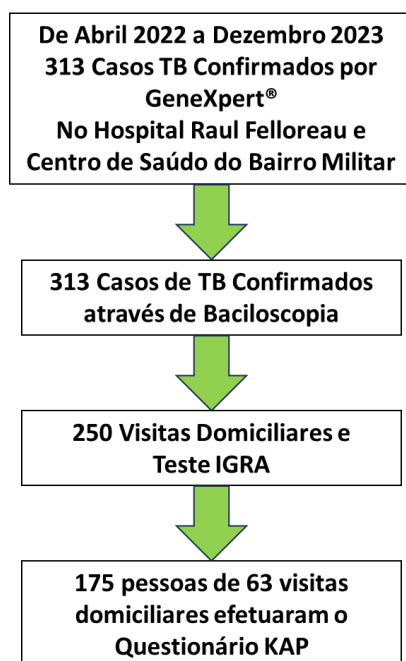 De Abril 2022 a Dezembro 2023
313 Casos TB Confirmados por
GeneXpert®
No Hospital Raul Felloreau e
Centro de Saúdo do Bairro Militar
313 Casos de TB Confirmados
através de Baciloscopia
250 Visitas Domiciliares e
Teste IGRA
175 pessoas de 63 visitas
domiciliares efetuaram o
Questionário KAP